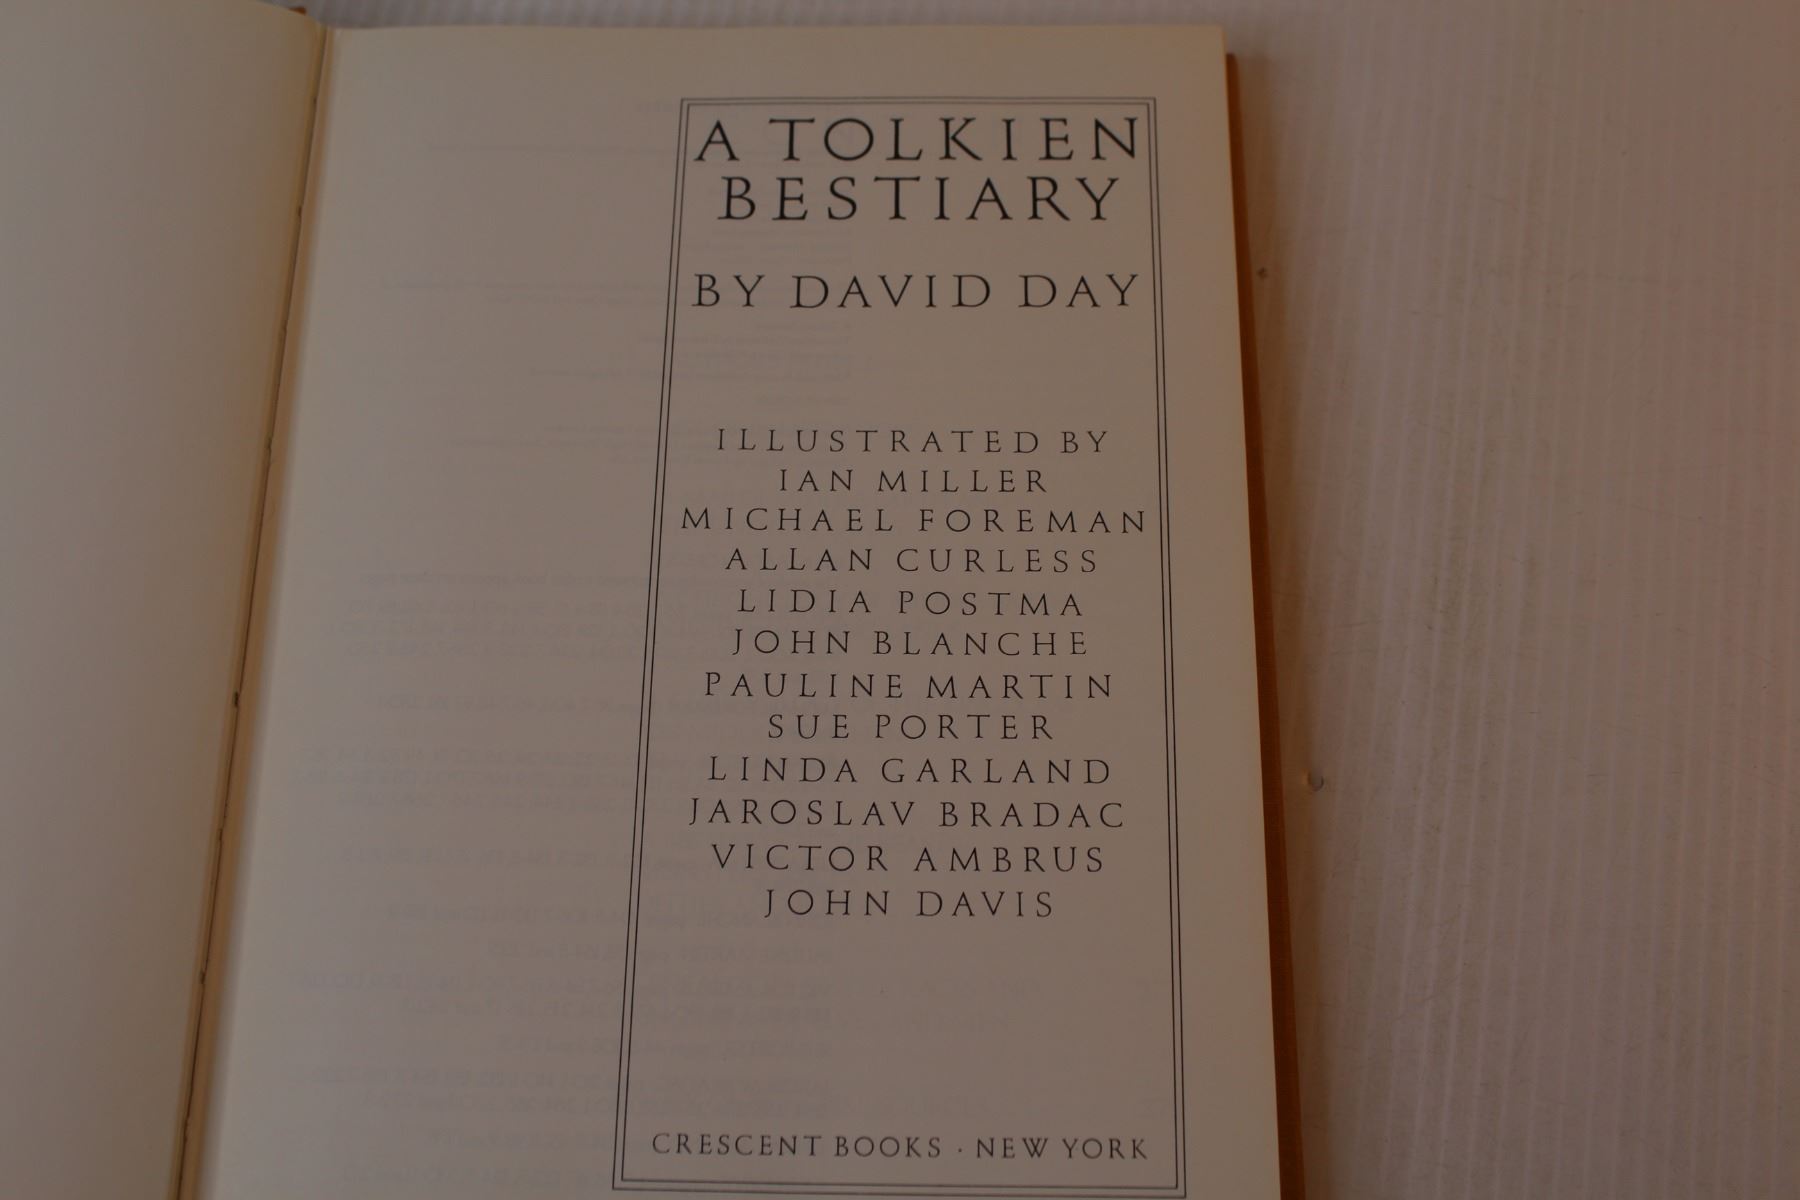 A TOLKIEN
BESTIARY
BY DAVID DAY
ILLUSTRATED BY
IAN MILLER
MICHAEL FOREMAN
ALLAN CURLESS
LIDIA POSTMA
JOHN BLANCHE
PAULINE MARTIN
SUE PORTER
LINDA GARLAND
JAROSLAV BRADAC
VICTOR AMBRUS
JOHN DAVIS
CRESCENT BOOKS · NEW YORK